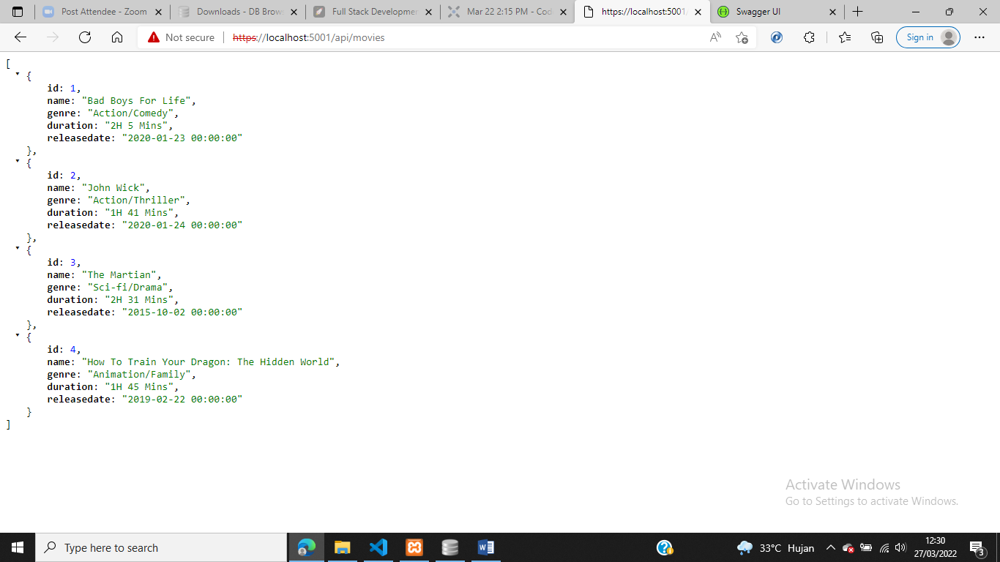 Post Attendee - Zoom
Downloads - DB Brows
Full Stack Developmen
Mar 22 2:15 PM - Cod
https://localhost:5001/
Swagger UI
Not secure
https://localhost:5001/api/movies
Sign in
[
{
id: 1,
name: "Bad Boys For Life",
genre: "Action/Comedy",
duration: "2H 5 Mins",
releasedate: "2020-01-23 00:00:00"
},
{
id: 2,
name: "John Wick",
genre: "Action/Thriller",
duration: "1H 41 Mins",
releasedate: "2020-01-24 00:00:00"
},
{
id: 3,
name: "The Martian",
genre: "Sci-fi/Drama",
duration: "2H 31 Mins",
releasedate: "2015-10-02 00:00:00"
},
{
id: 4,
name: "How To Train Your Dragon: The Hidden World",
genre: "Animation/Family",
duration: "1H 45 Mins",
releasedate: "2019-02-22 00:00:00"
}
]
Activate Windows
Go to Settings to activate Windows.
Type here to search
33°C Hujan
12:30
27/03/2022
3